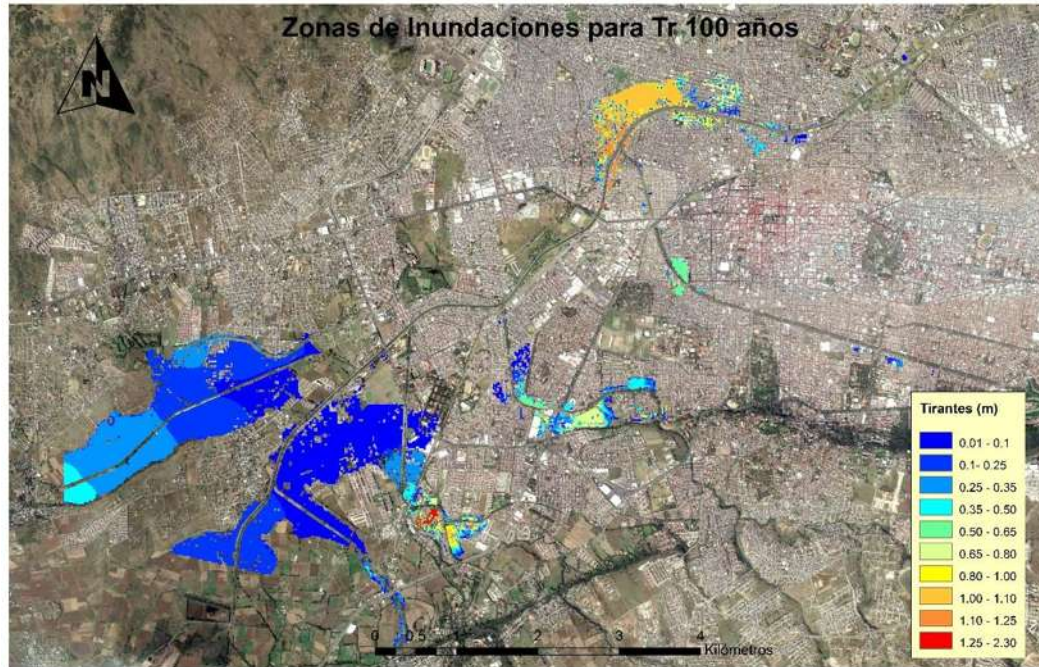 Zonas de Inundaciones para Tr 100 años
N
Tirantes (m)
0.01 - 0.1
0.1- 0.25
0.25 - 0.35
0.35 - 0.50
0.50 - 0.65
0.65 - 0.80
0.80 - 1.00
1.00 - 1.10
1.10 - 1.25
1.25 - 2.30
0 0.5 1 2 3 4
Kilómetros